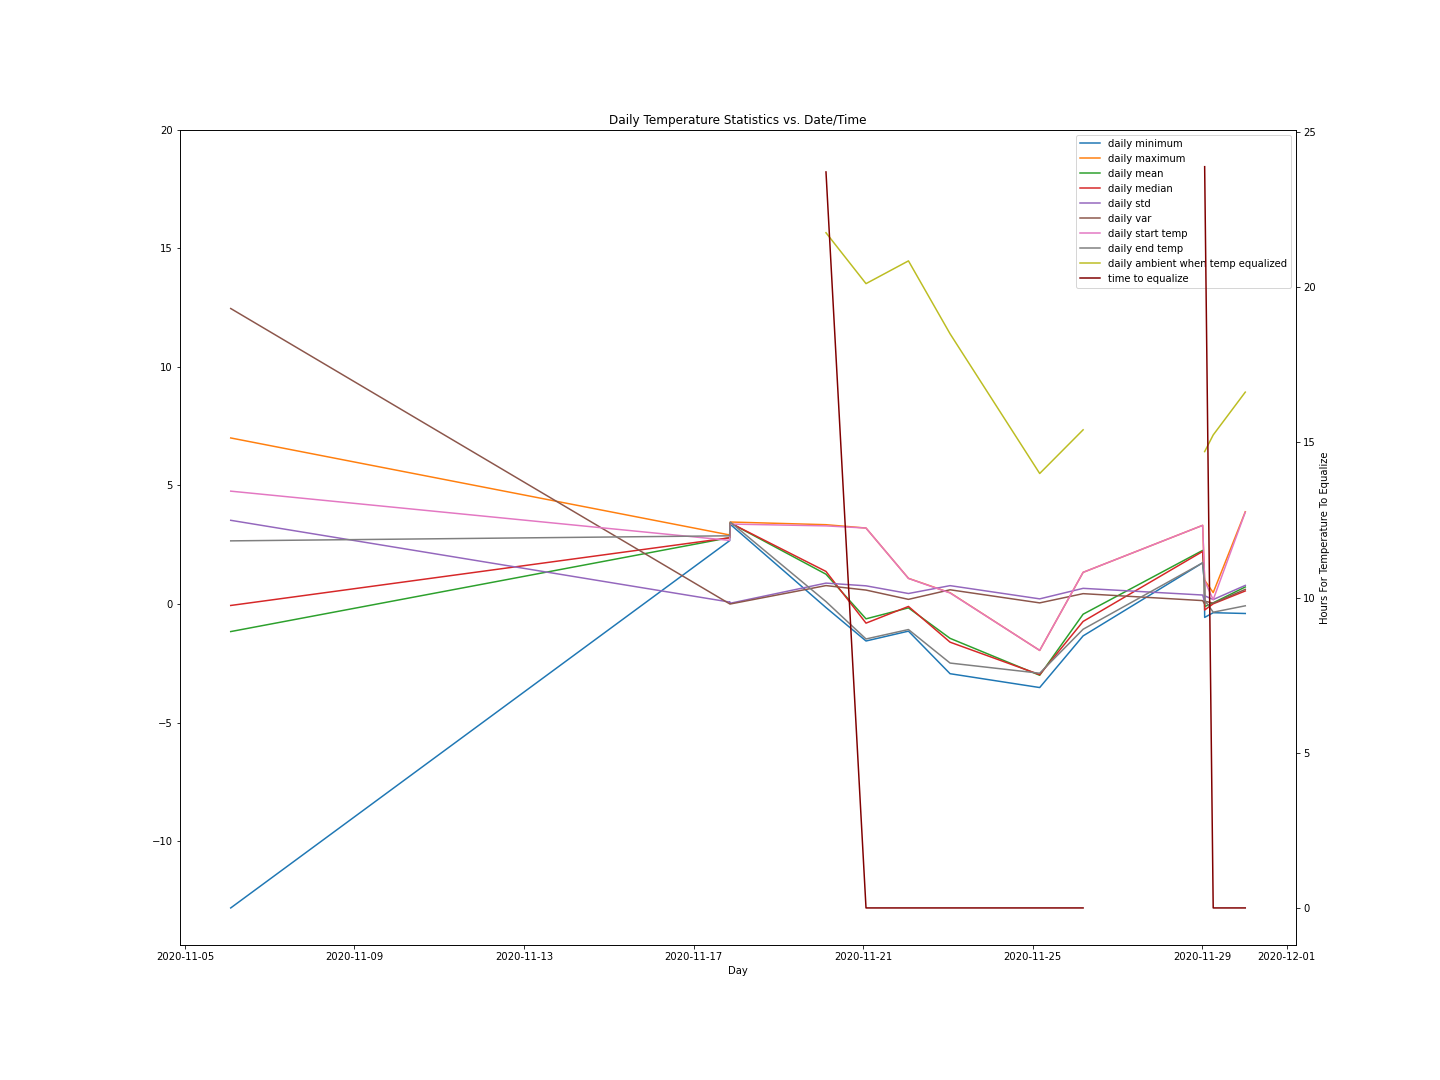 Daily Temperature Statistics vs. Date/Time
20
15
10
5
0
−5
−10
25
20
15
10
5
0
Hours For Temperature To Equalize
daily minimum
daily maximum
daily mean
daily median
daily std
daily var
daily start temp
daily end temp
daily ambient when temp equalized
time to equalize
2020-11-05 2020-11-09 2020-11-13 2020-11-17 2020-11-21 2020-11-25 2020-11-29 2020-12-01
Day